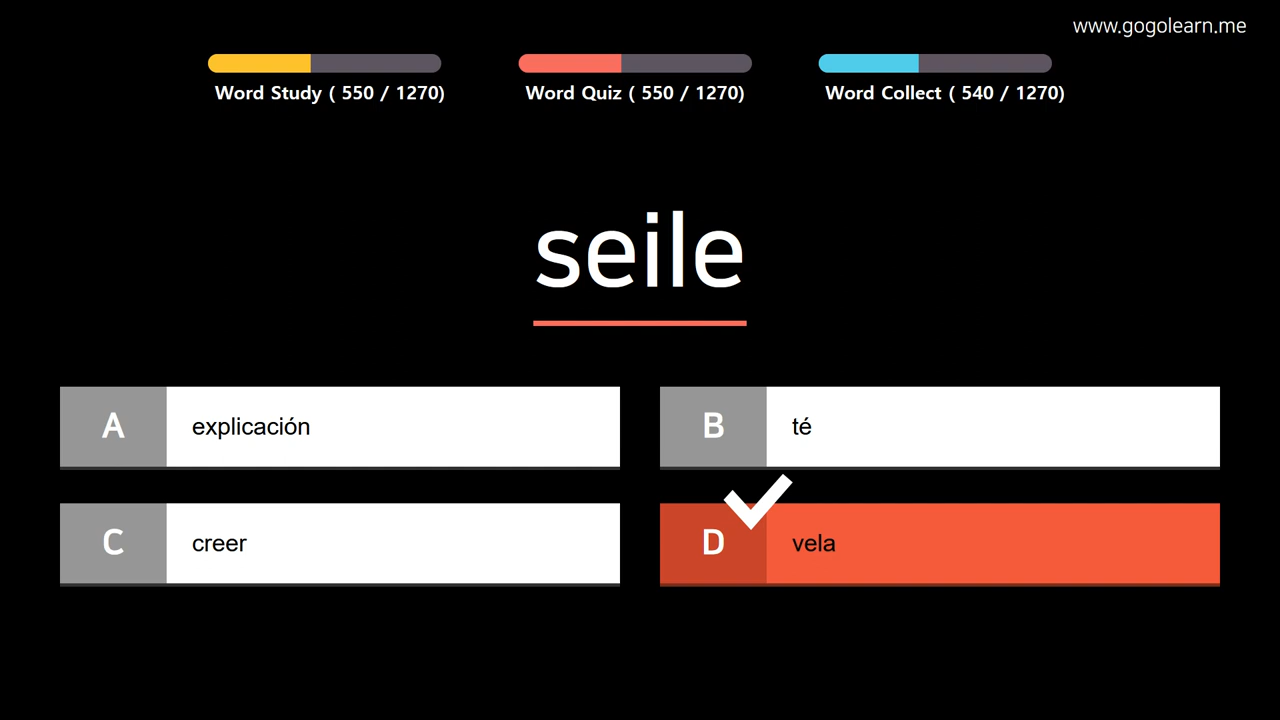 www.gogolearn.me
Word Study ( 550 / 1270)
Word Quiz ( 550 / 1270)
Word Collect ( 540 / 1270)
seile
A explicación
B té
C creer
D vela